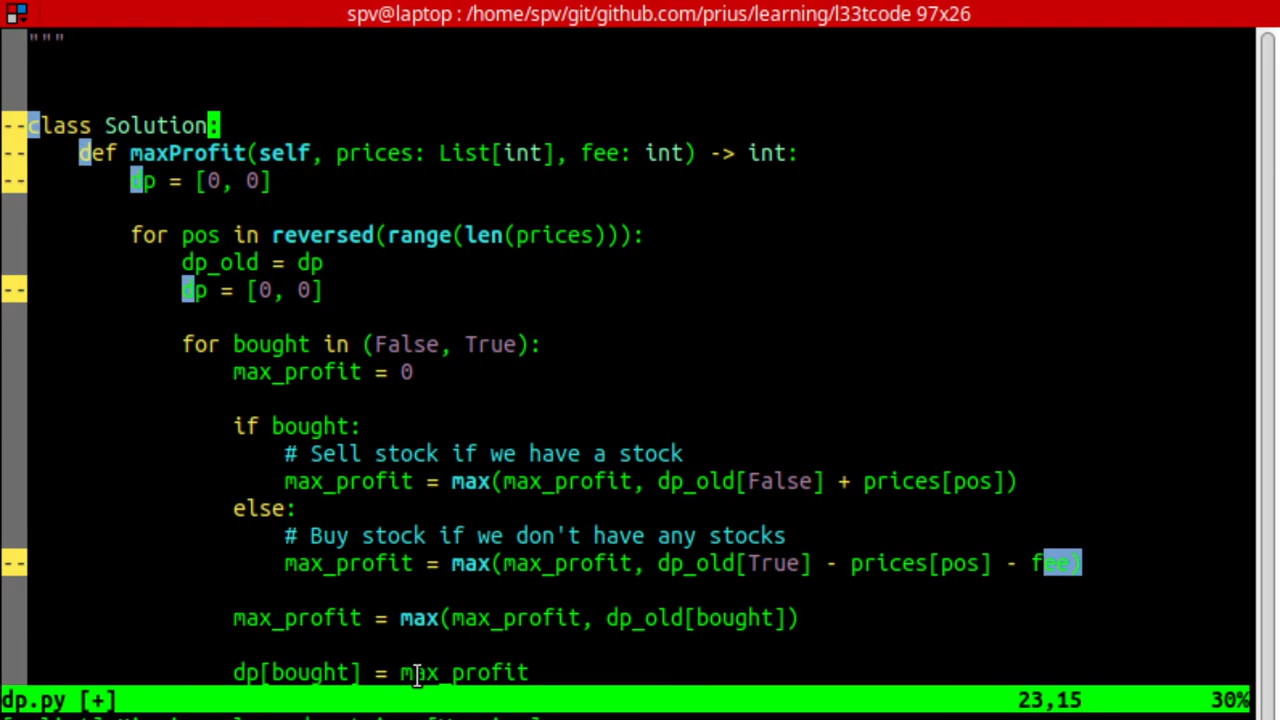 spv@laptop : /home/spv/git/github.com/prius/learning/l33tcode 97x26
"""
--class Solution:
--    def maxProfit(self, prices: List[int], fee: int) -> int:
--        dp = [0, 0]
        for pos in reversed(range(len(prices))):
            dp_old = dp
--            dp = [0, 0]
            for bought in (False, True):
                max_profit = 0
                if bought:
                    # Sell stock if we have a stock
                    max_profit = max(max_profit, dp_old[False] + prices[pos])
                else:
                    # Buy stock if we don't have any stocks
--                    max_profit = max(max_profit, dp_old[True] - prices[pos] - fee)
                max_profit = max(max_profit, dp_old[bought])
                dp[bought] = max_profit
dp.py [+] 23,15 30%